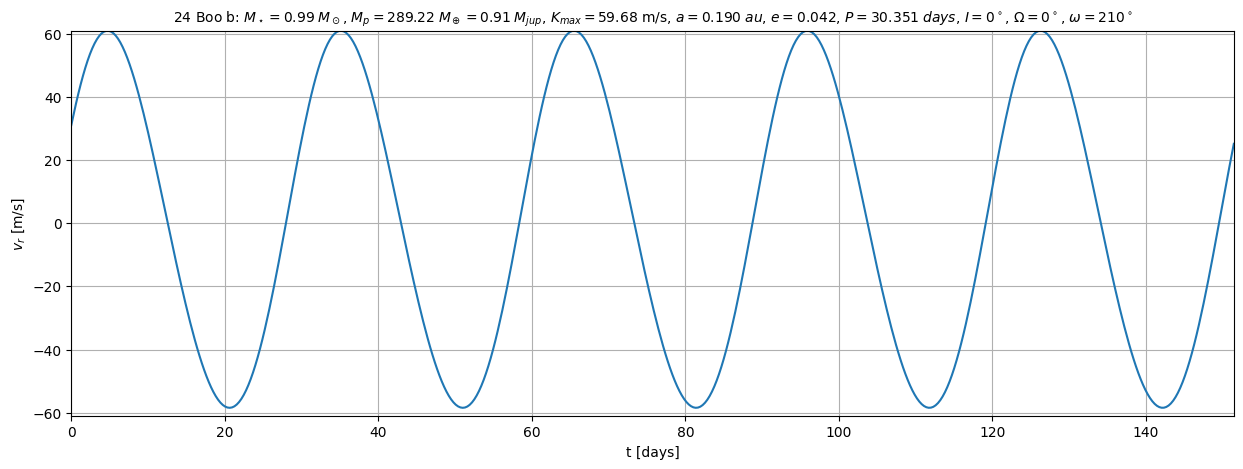 24 Boo b: M⋆ = 0.99 M⊙, Mp = 289.22 M⊕ = 0.91 Mjup, Kmax = 59.68 m/s, a = 0.190 au, e = 0.042, P = 30.351 days, I = 0°, Ω = 0°, ω = 210°
60
40
20
0
−20
−40
−60
vr [m/s]
0 20 40 60 80 100 120 140
t [days]